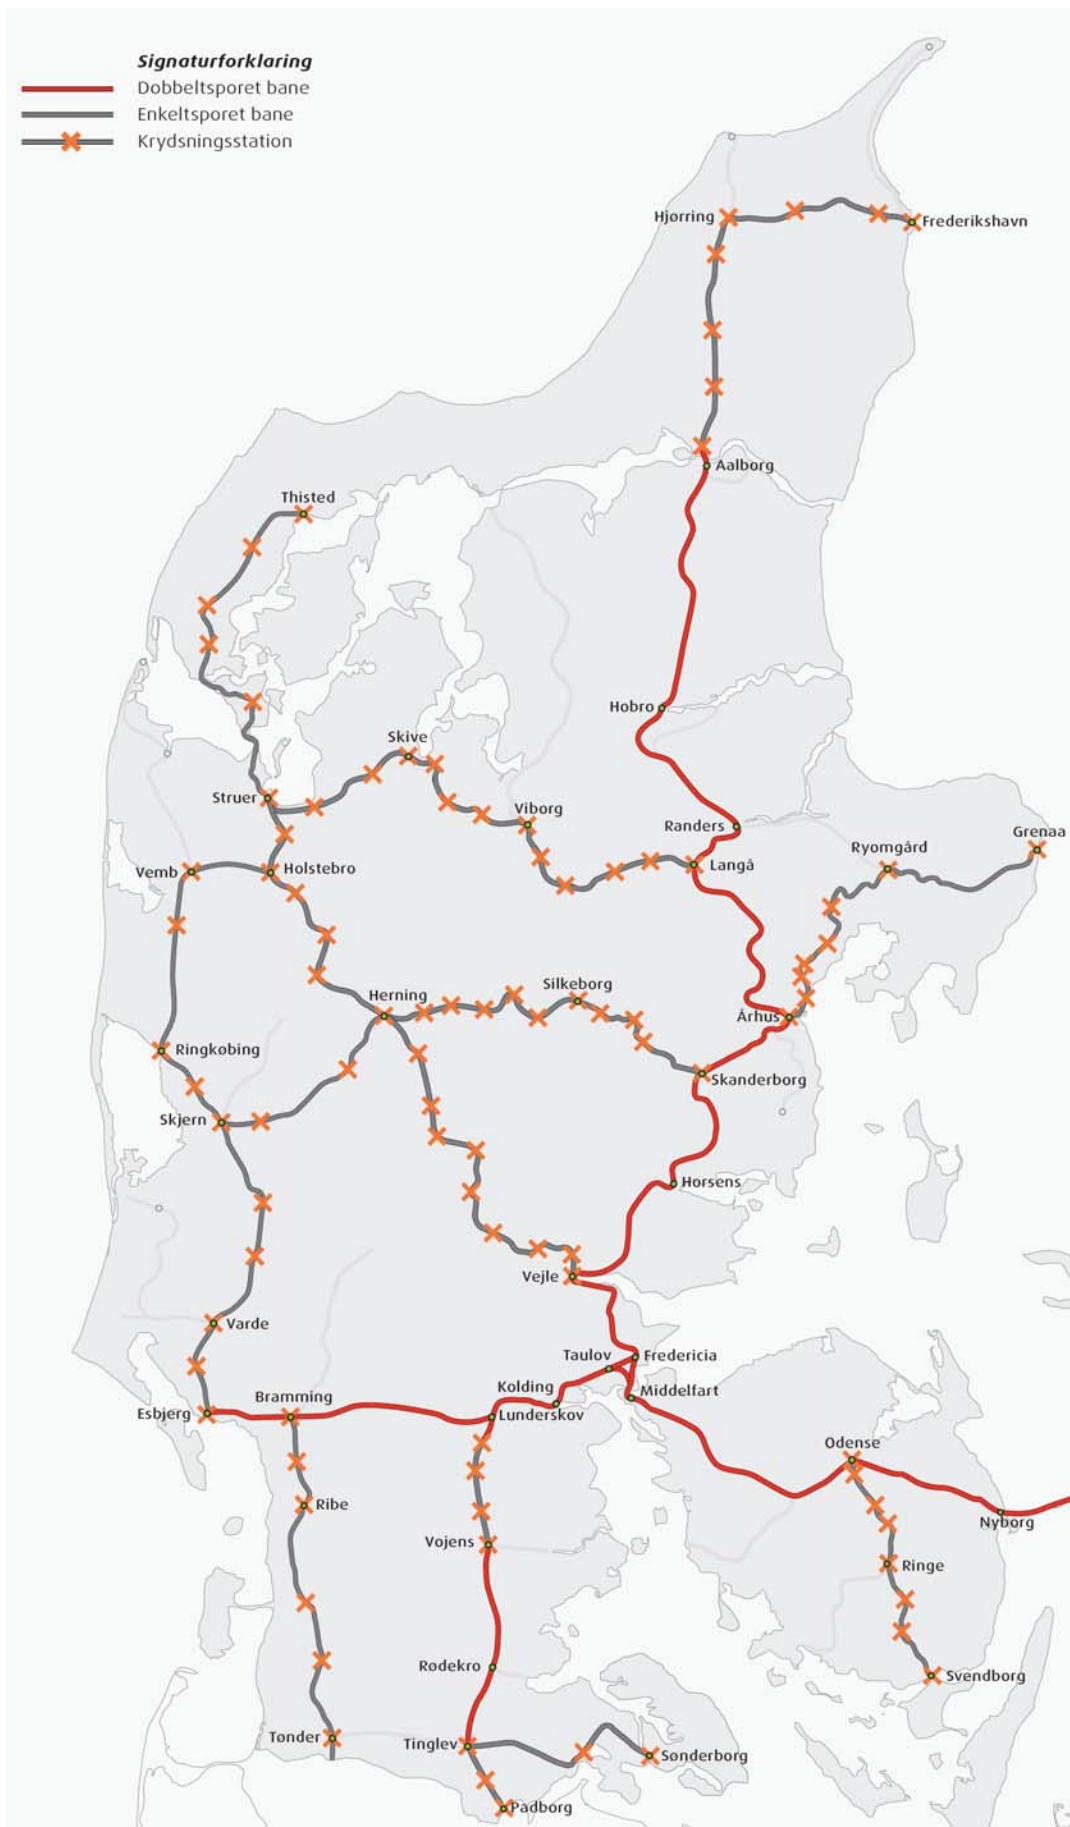 Signaturforklaring
Dobbeltsporet bane
Enkeltsporet bane
Krydsningsstation
Hjørring
Frederikshavn
Aalborg
Thisted
Hobro
Skive
Struer
Viborg
Randers
Grenaa
Ryomgård
Vemb
Holstebro
Langå
Silkeborg
Herning
Århus
Ringkøbing
Skanderborg
Skjern
Horsens
Vejle
Varde
Taulov
Fredericia
Kolding
Middelfart
Bramming
Esbjerg
Lunderskov
Odense
Ribe
Nyborg
Vojens
Ringe
Rødekro
Svendborg
Tønder
Tinglev
Sønderborg
Padborg